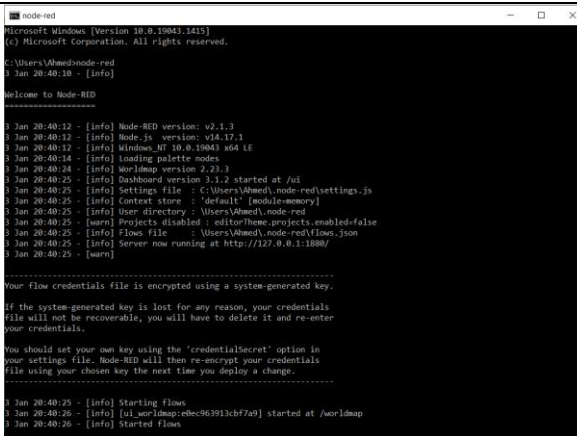 node-red
Microsoft Windows [Version 10.0.19043.1415]
(c) Microsoft Corporation. All rights reserved.
C:\Users\Ahmed>node-red
3 Jan 20:40:10 - [info]
Welcome to Node-RED
===================
3 Jan 20:40:12 - [info] Node-RED version: v2.1.3
3 Jan 20:40:12 - [info] Node.js  version: v14.17.1
3 Jan 20:40:12 - [info] Windows_NT 10.0.19043 x64 LE
3 Jan 20:40:14 - [info] Loading palette nodes
3 Jan 20:40:24 - [info] Worldmap version 2.23.3
3 Jan 20:40:25 - [info] Dashboard version 3.1.2 started at /ui
3 Jan 20:40:25 - [info] Settings file  : C:\Users\Ahmed\.node-red\settings.js
3 Jan 20:40:25 - [info] Context store  : 'default' [module=memory]
3 Jan 20:40:25 - [info] User directory : \Users\Ahmed\.node-red
3 Jan 20:40:25 - [warn] Projects disabled : editorTheme.projects.enabled=false
3 Jan 20:40:25 - [info] Flows file     : \Users\Ahmed\.node-red\flows.json
3 Jan 20:40:25 - [info] Server now running at http://127.0.0.1:1880/
3 Jan 20:40:25 - [warn]
---------------------------------------------------------------------
Your flow credentials file is encrypted using a system-generated key.
If the system-generated key is lost for any reason, your credentials
file will not be recoverable, you will have to delete it and re-enter
your credentials.
You should set your own key using the 'credentialSecret' option in
your settings file. Node-RED will then re-encrypt your credentials
file using your chosen key the next time you deploy a change.
---------------------------------------------------------------------
3 Jan 20:40:25 - [info] Starting flows
3 Jan 20:40:26 - [info] [ui_worldmap:e0ec963913cbf7a9] started at /worldmap
3 Jan 20:40:26 - [info] Started flows